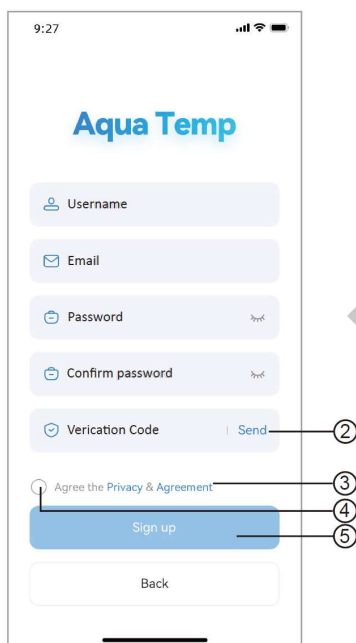 9:27
Aqua Temp
Username
Email
Password
Confirm password
Verication Code Send ②
Agree the Privacy & Agreement ③
④
Sign up ⑤
Back